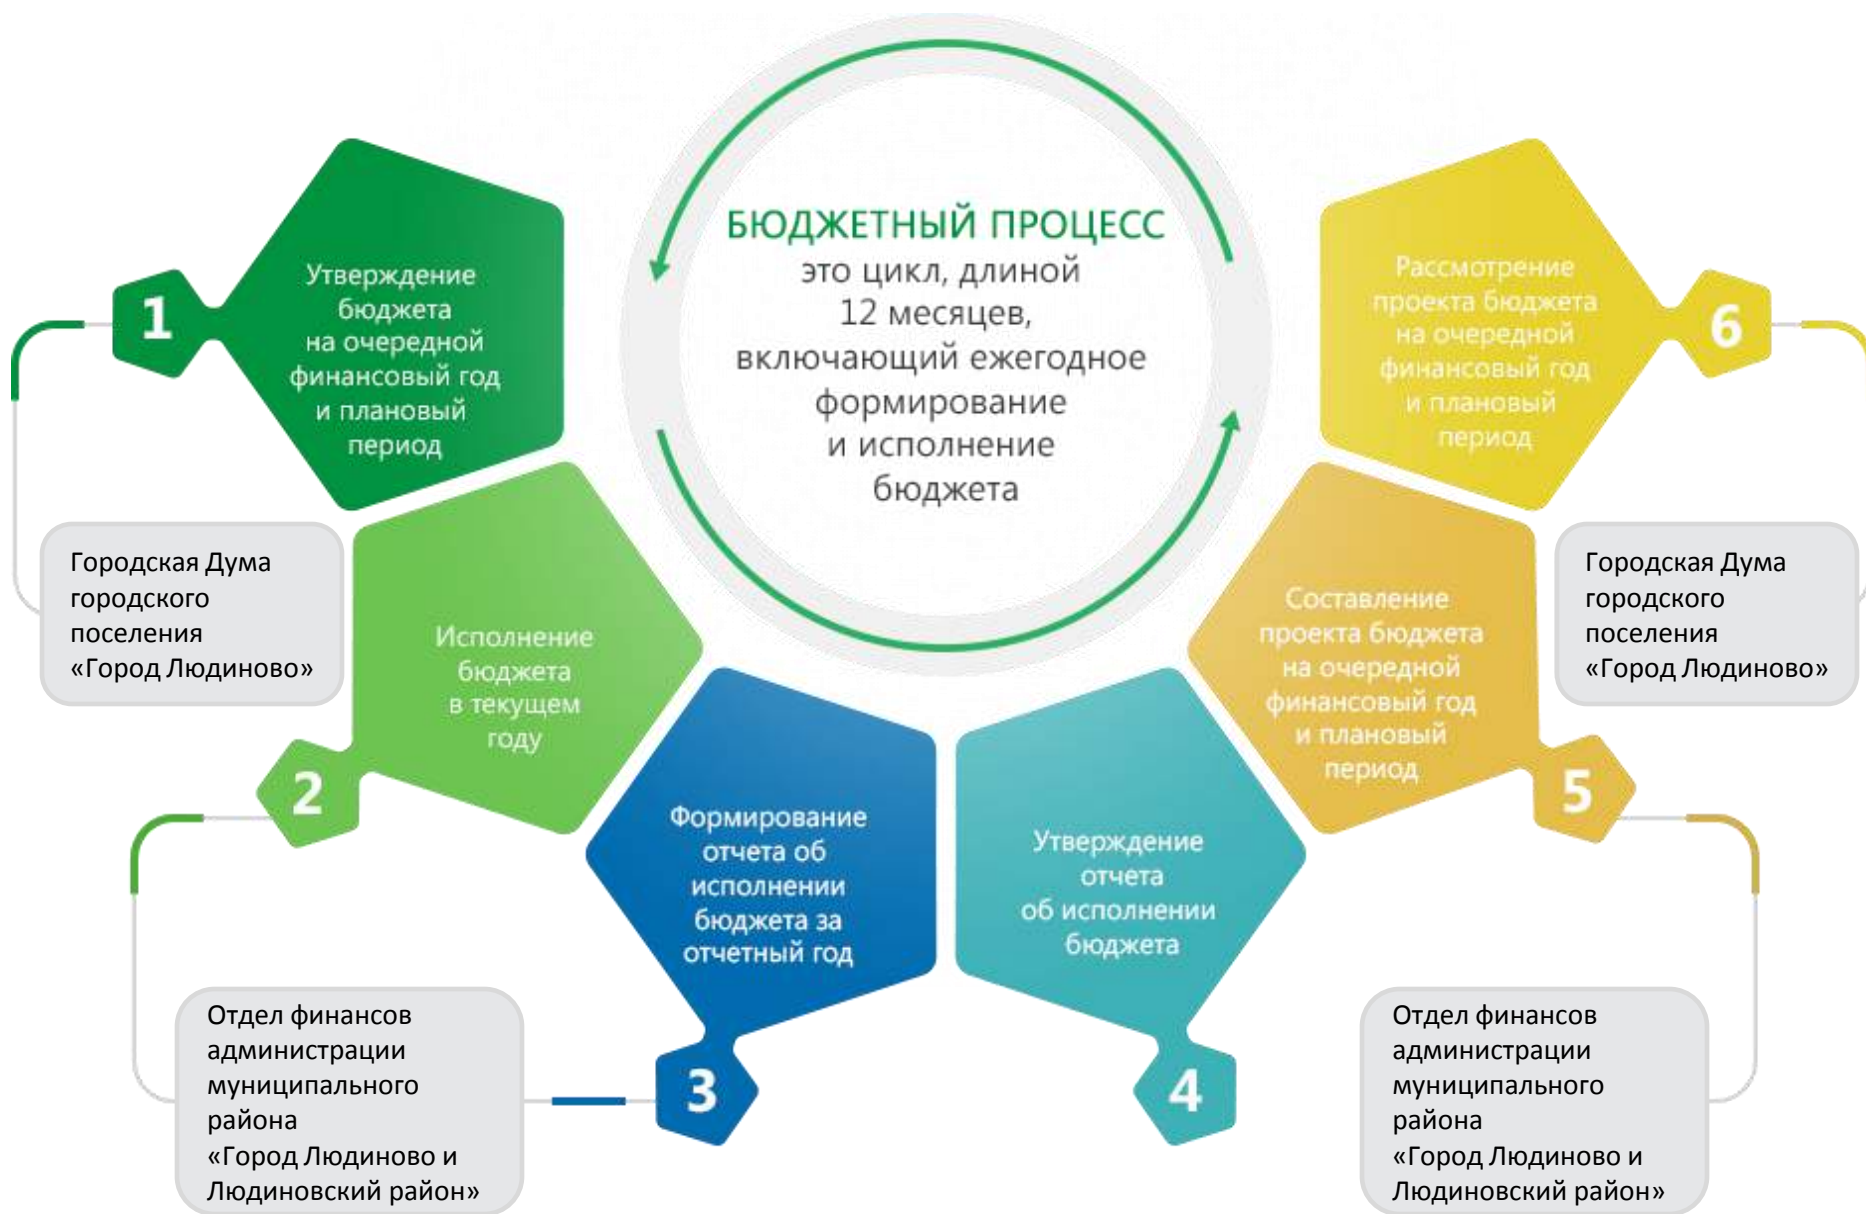 БЮДЖЕТНЫЙ ПРОЦЕСС
это цикл, длиной
12 месяцев,
включающий ежегодное
формирование
и исполнение
бюджета
1
Утверждение
бюджета
на очередной
финансовый год
и плановый
период
Городская Дума
городского
поселения
«Город Людиново»
2
Исполнение
бюджета
в текущем
году
3
Формирование
отчета об
исполнении
бюджета за
отчетный год
Отдел финансов
администрации
муниципального
района
«Город Людиново и
Людиновский район»
4
Утверждение
отчета
об исполнении
бюджета
5
Составление
проекта бюджета
на очередной
финансовый год
и плановый
период
Отдел финансов
администрации
муниципального
района
«Город Людиново и
Людиновский район»
6
Рассмотрение
проекта бюджета
на очередной
финансовый год
и плановый
период
Городская Дума
городского
поселения
«Город Людиново»